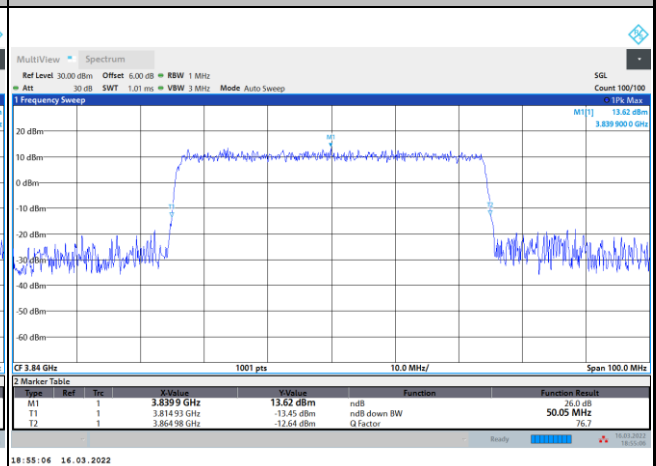 MultiView Spectrum
Ref Level 30.00 dBm Offset 6.00 dB RBW 1 MHz SGL
Att 30 dB SWT 1.01 ms VBW 3 MHz Mode Auto Sweep Count 100/100
1 Frequency Sweep 1Pk Max
M1[1] 13.62 dBm
3.839 900 0 GHz
M1
20 dBm
10 dBm
0 dBm
-10 dBm
-20 dBm
-30 dBm
-40 dBm
-50 dBm
-60 dBm
CF 3.84 GHz 1001 pts 10.0 MHz/ Span 100.0 MHz
2 Marker Table
Type Ref Trc X-Value Y-Value Function Function Result
M1 1 3.839 9 GHz 13.62 dBm ndB 26.0 dB
T1 1 3.814 93 GHz -13.45 dBm ndB down BW 50.05 MHz
T2 1 3.864 98 GHz -12.64 dBm Q Factor 76.7
Ready 16.03.2022
18:55:06
18:55:06 16.03.2022